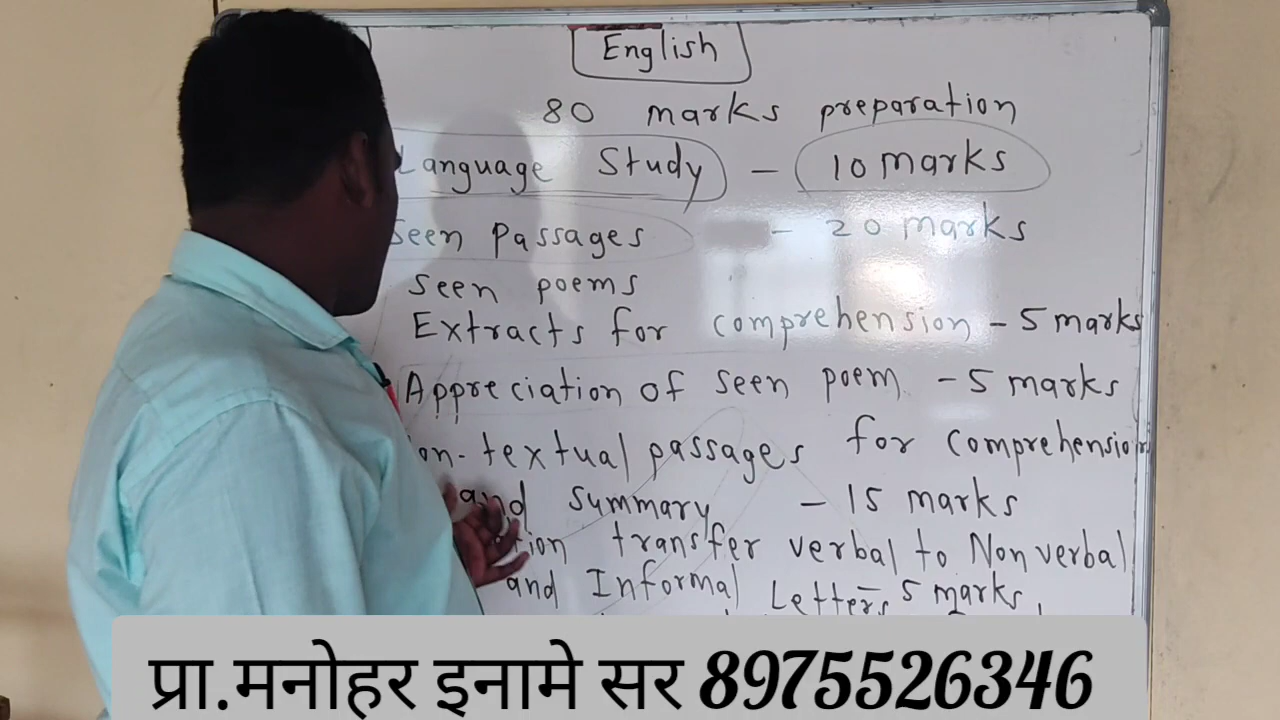 English
80 marks preparation
Language Study - 10 marks
Seen Passages - 20 marks
Seen poems
Extracts for comprehension - 5 marks
Appreciation of seen poem - 5 marks
on-textual passages for comprehension
and summary - 15 marks
tion transfer verbal to Non verbal
and Informal Letters - 5 marks
प्रा.मनोहर इनामे सर 8975526346